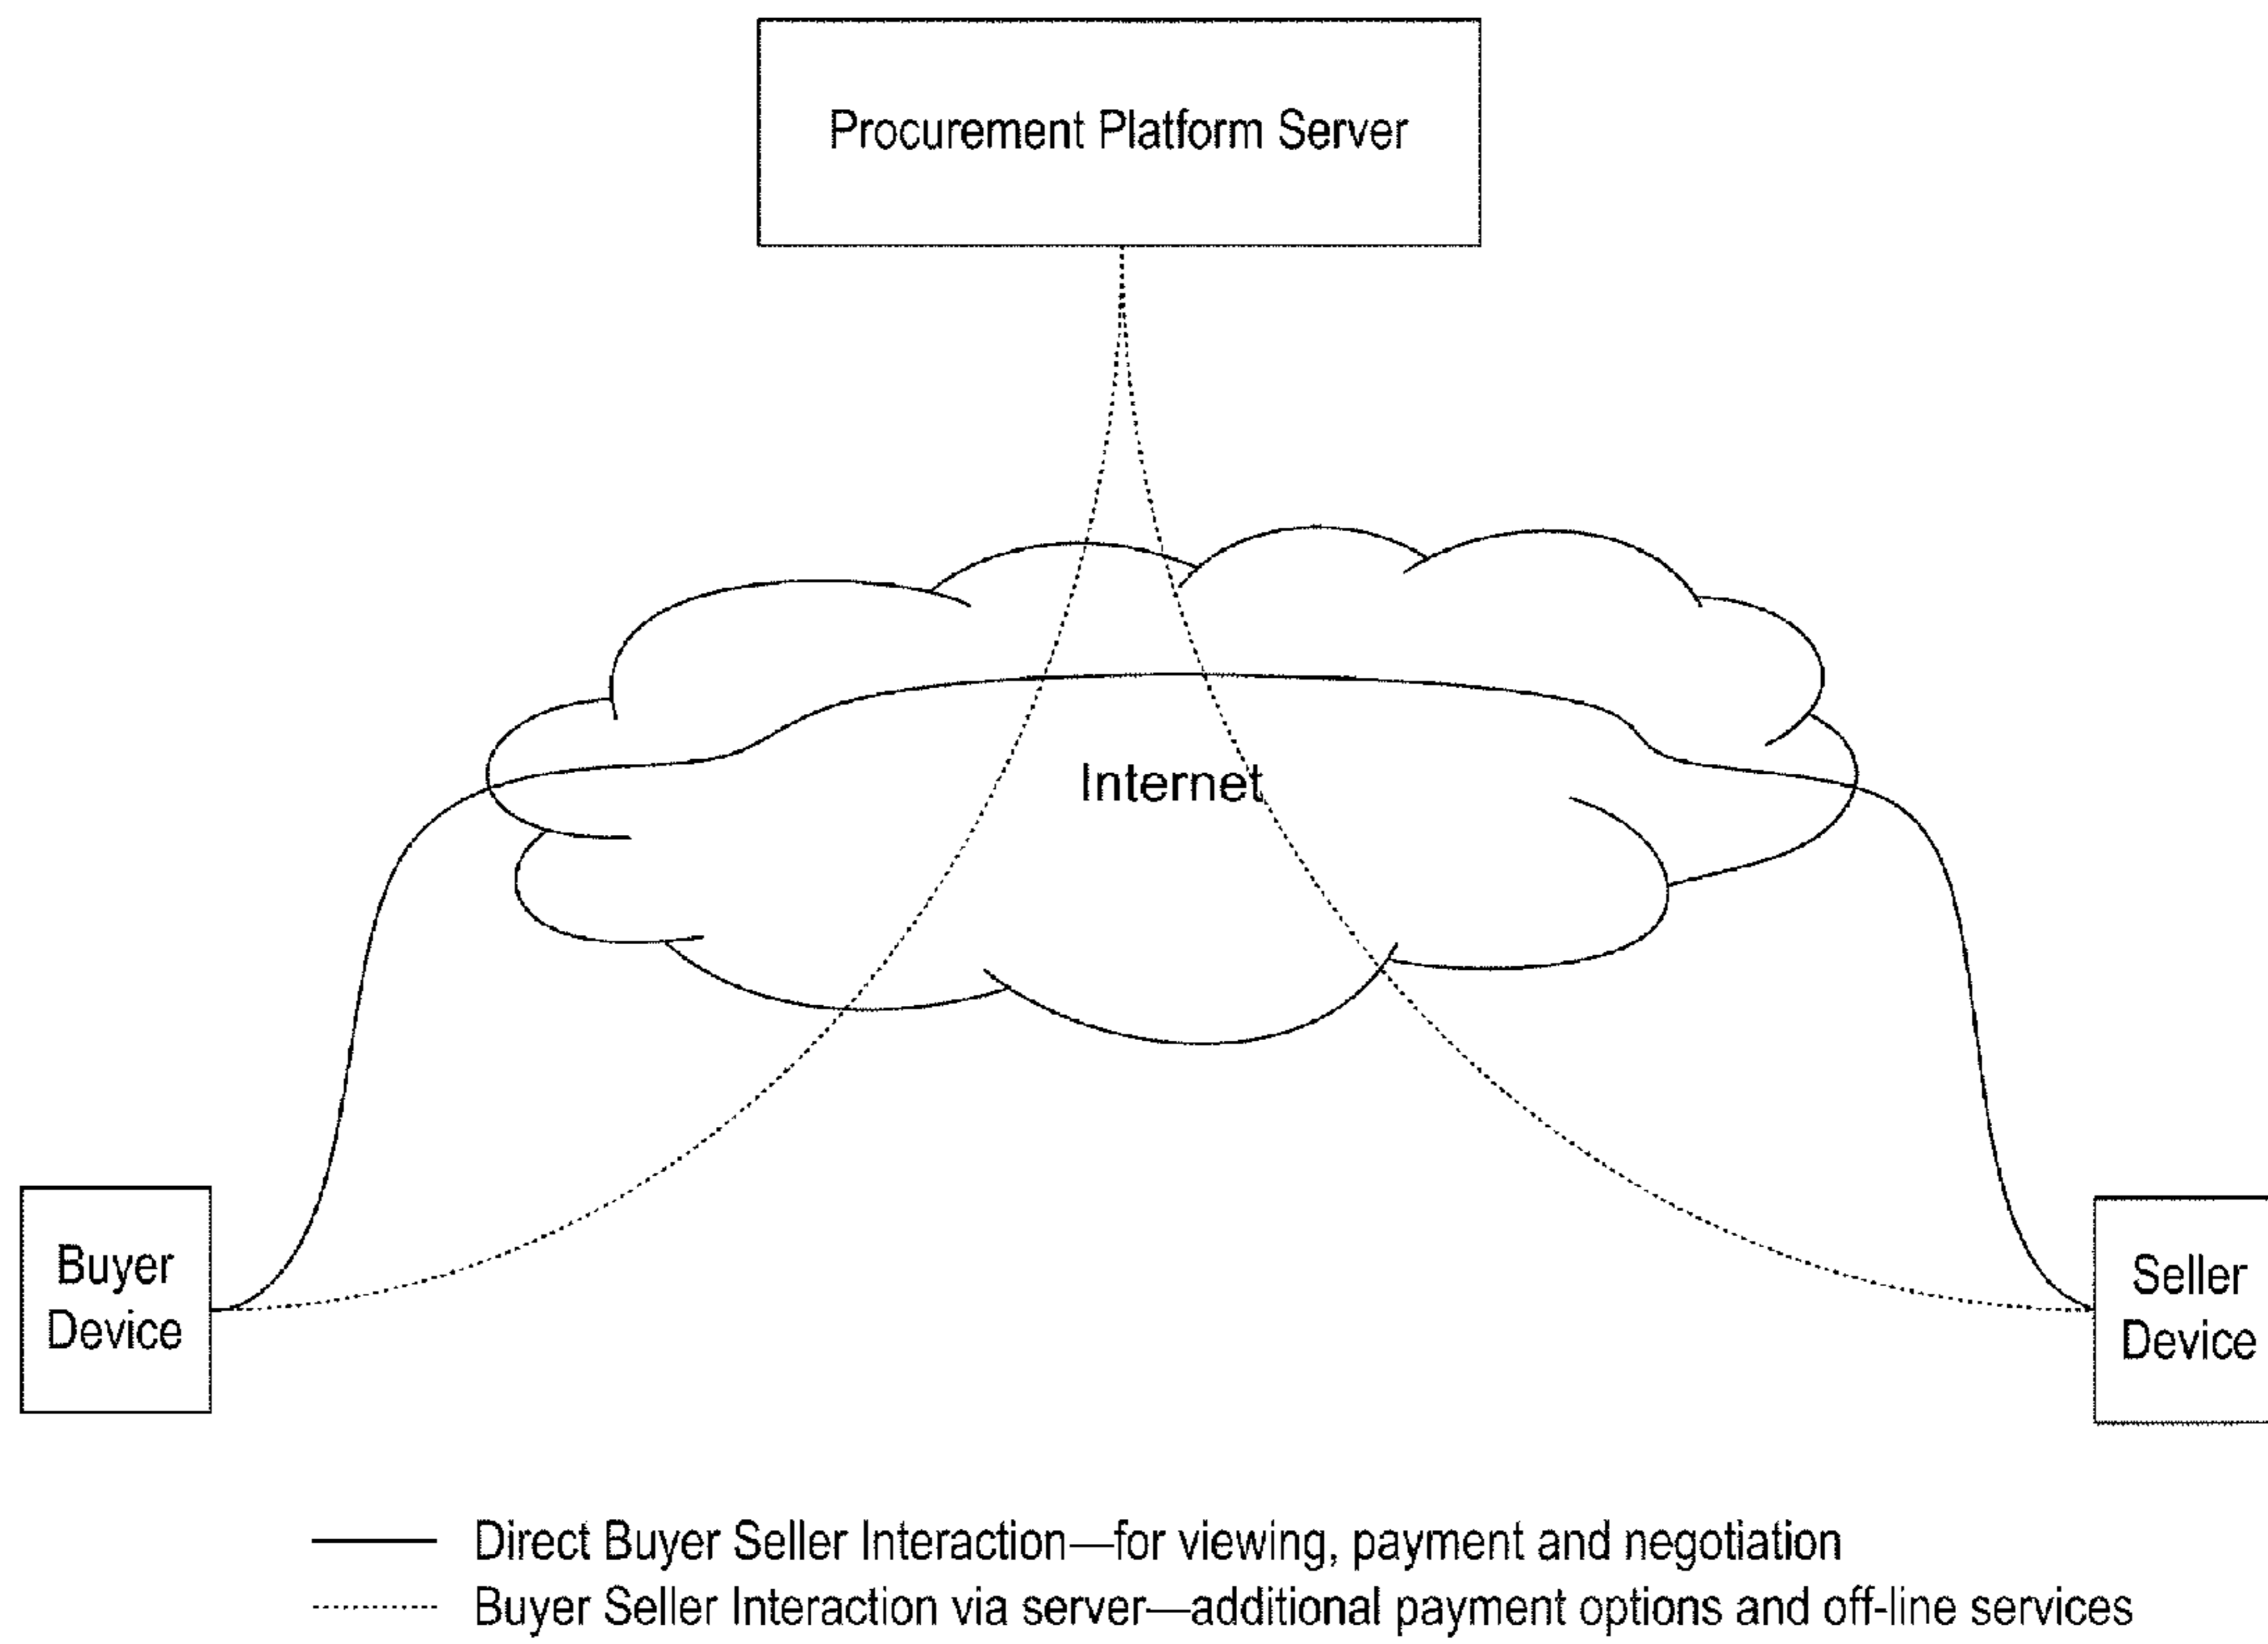 Procurement Platform Server
Internet
Buyer
Device
Seller
Device
Direct Buyer Seller Interaction—for viewing, payment and negotiation
Buyer Seller Interaction via server—additional payment options and off-line services